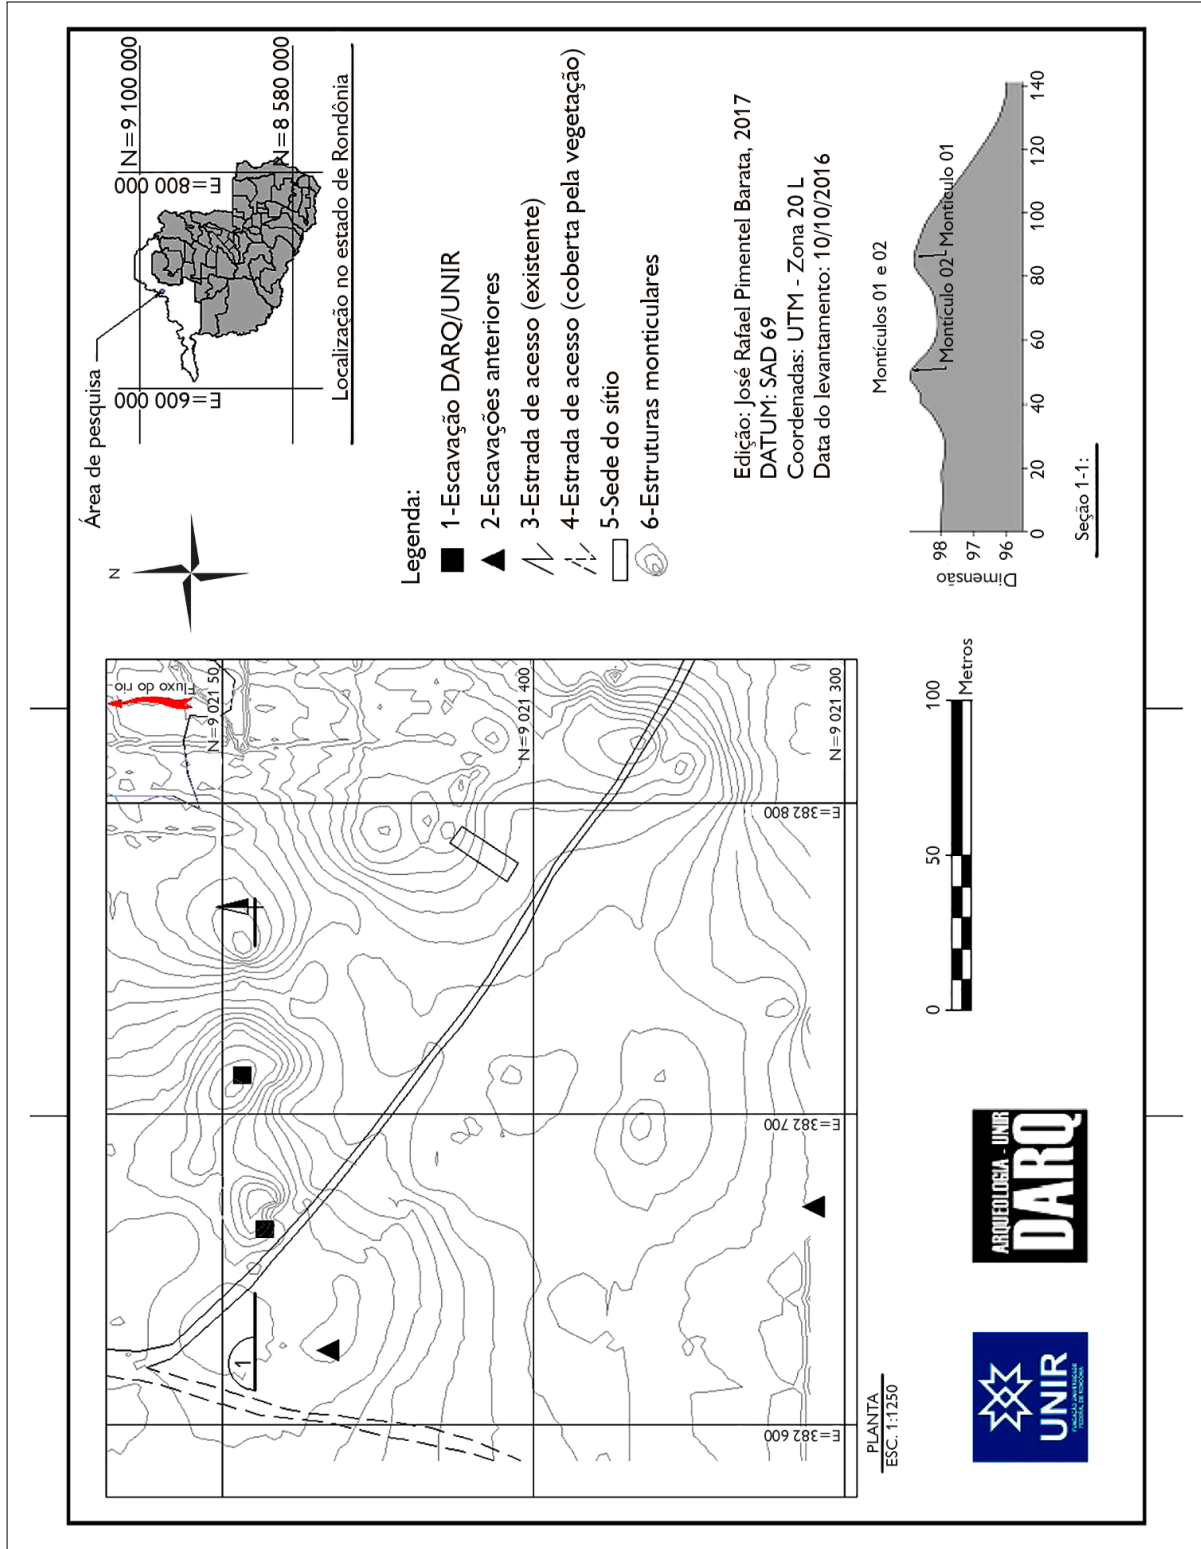 Área de pesquisa
N=9 100 000
N=8 580 000
E=600 000
E=800 000
Localização no estado de Rondônia
N
Legenda:
1-Escavação DARQ/UNIR
2-Escavações anteriores
3-Estrada de acesso (existente)
4-Estrada de acesso (coberta pela vegetação)
5-Sede do sítio
6-Estruturas monticulares
Edição: José Rafael Pimentel Barata, 2017
DATUM: SAD 69
Coordenadas: UTM - Zona 20 L
Data do levantamento: 10/10/2016
Montículos 01 e 02
Montículo 02
Montículo 01
Dimensão
98
97
96
0 20 40 60 80 100 120 140
Seção 1-1:
Fluxo do rio
N=9 021 50
N=9 021 400
N=9 021 300
E=382 600
E=382 700
E=382 800
1
PLANTA
ESC. 1:1250
0 50 100
Metros
UNIR
FUNDAÇÃO UNIVERSIDADE
FEDERAL DE RONDÔNIA
ARQUEOLOGIA - UNIR
DARQ